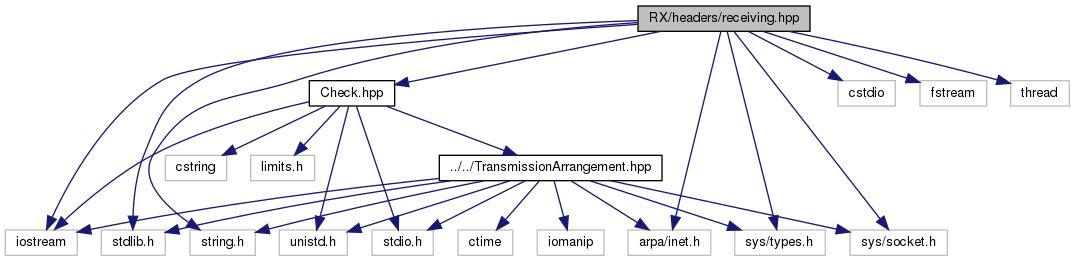 RX/headers/receiving.hpp
Check.hpp
cstdio
fstream
thread
cstring
limits.h
../../TransmissionArrangement.hpp
iostream
stdlib.h
string.h
unistd.h
stdio.h
ctime
iomanip
arpa/inet.h
sys/types.h
sys/socket.h